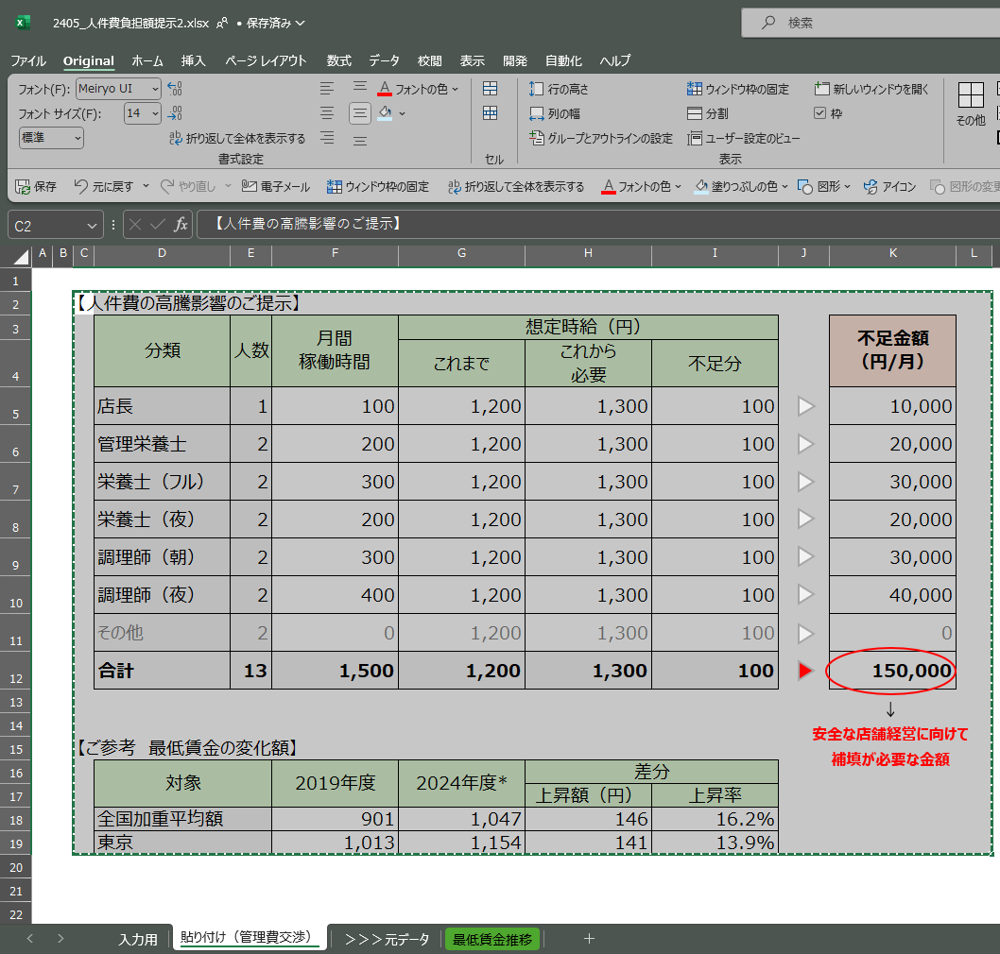 2405_人件費負担額提示2.xlsx • 保存済み
検索
ファイル Original ホーム 挿入 ページ レイアウト 数式 データ 校閲 表示 開発 自動化 ヘルプ
フォント(F): Meiryo UI フォントの色 行の高さ ウィンドウ枠の固定 新しいウィンドウを開く
フォント サイズ(F): 14 列の幅 分割 枠 その他
標準 折り返して全体を表示する グループとアウトラインの設定 ユーザー設定のビュー
書式設定 セル 表示
保存 元に戻す やり直し 電子メール ウィンドウ枠の固定 折り返して全体を表示する フォントの色 塗りつぶしの色 図形 アイコン 図形の変更
C2 fx 【人件費の高騰影響のご提示】
A B C D E F G H I J K L
1
2 【人件費の高騰影響のご提示】
3 分類 人数 月間 稼働時間 想定時給（円） 不足金額 （円/月）
4 これまで これから 必要 不足分
5 店長 1 100 1,200 1,300 100 10,000
6 管理栄養士 2 200 1,200 1,300 100 20,000
7 栄養士（フル） 2 300 1,200 1,300 100 30,000
8 栄養士（夜） 2 200 1,200 1,300 100 20,000
9 調理師（朝） 2 300 1,200 1,300 100 30,000
10 調理師（夜） 2 400 1,200 1,300 100 40,000
11 その他 2 0 1,200 1,300 100 0
12 合計 13 1,500 1,200 1,300 100 150,000
13 ↓
14 安全な店舗経営に向けて
15 【ご参考　最低賃金の変化額】 補填が必要な金額
16 対象 2019年度 2024年度* 差分
17 上昇額（円） 上昇率
18 全国加重平均額 901 1,047 146 16.2%
19 東京 1,013 1,154 141 13.9%
20
21
22
入力用 貼り付け（管理費交渉） >>>元データ 最低賃金推移 +